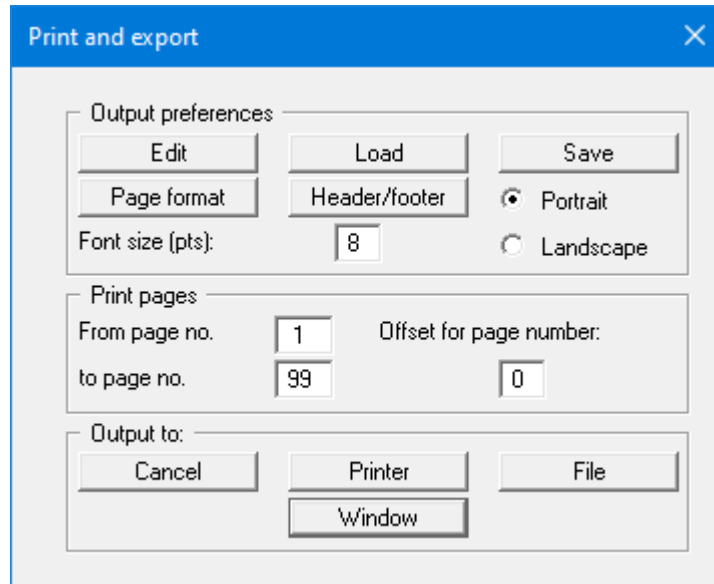 Print and export
Output preferences
Edit Load Save
Page format Header/footer Portrait
Font size (pts): 8 Landscape
Print pages
From page no. 1 Offset for page number:
to page no. 99 0
Output to:
Cancel Printer File
Window